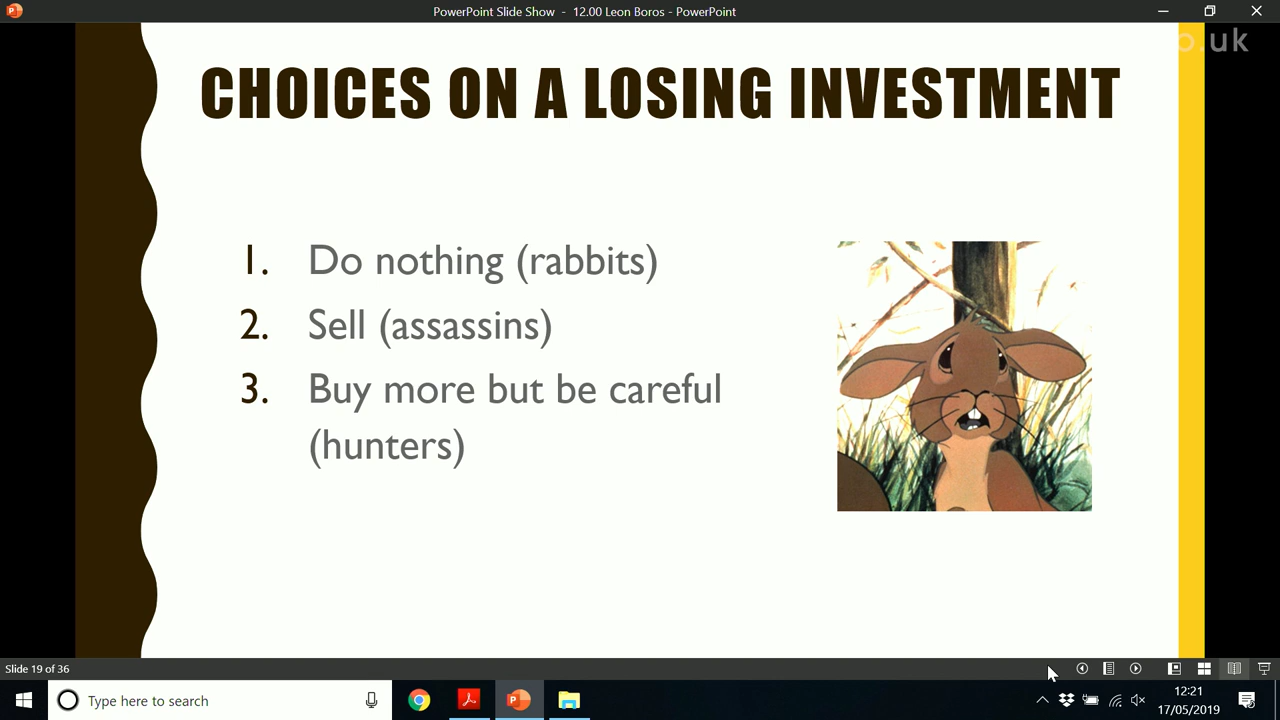 PowerPoint Slide Show - 12.00 Leon Boros - PowerPoint
o.uk
CHOICES ON A LOSING INVESTMENT
1. Do nothing (rabbits)
2. Sell (assassins)
3. Buy more but be careful
(hunters)
Slide 19 of 36
Type here to search
12:21
17/05/2019